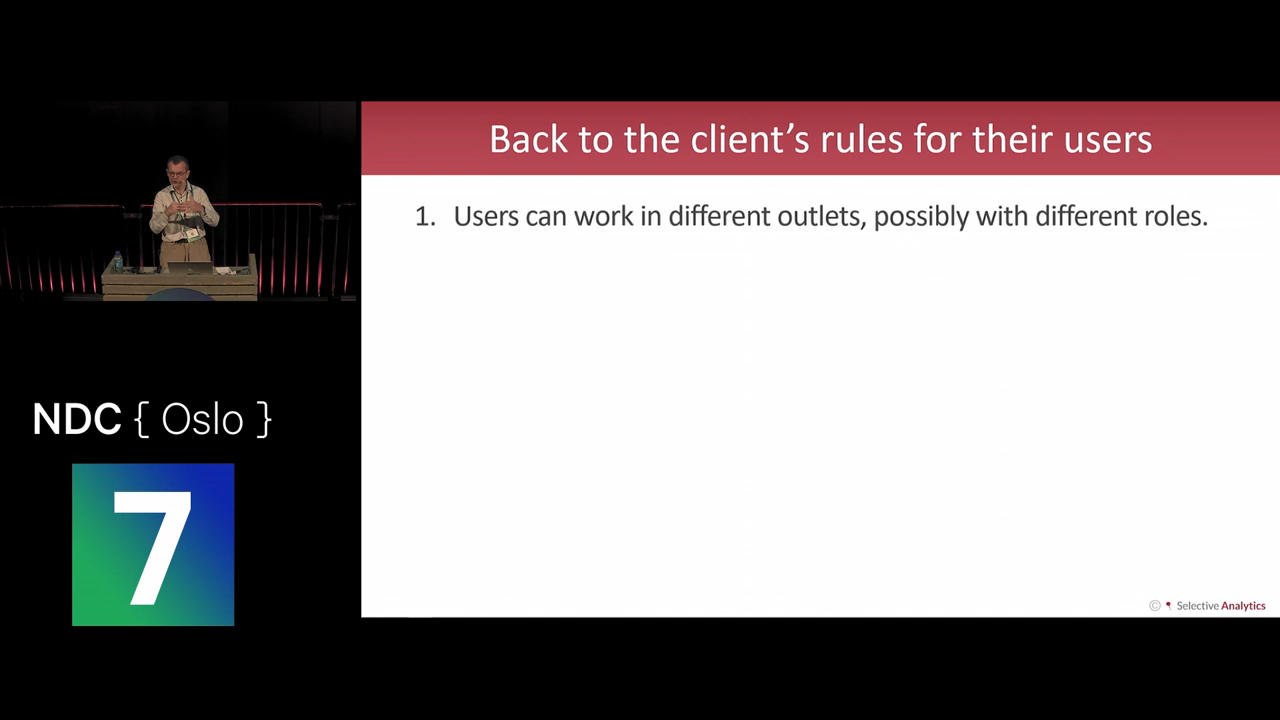 Back to the client's rules for their users
1. Users can work in different outlets, possibly with different roles.
NDC { Oslo }
7
© Selective Analytics